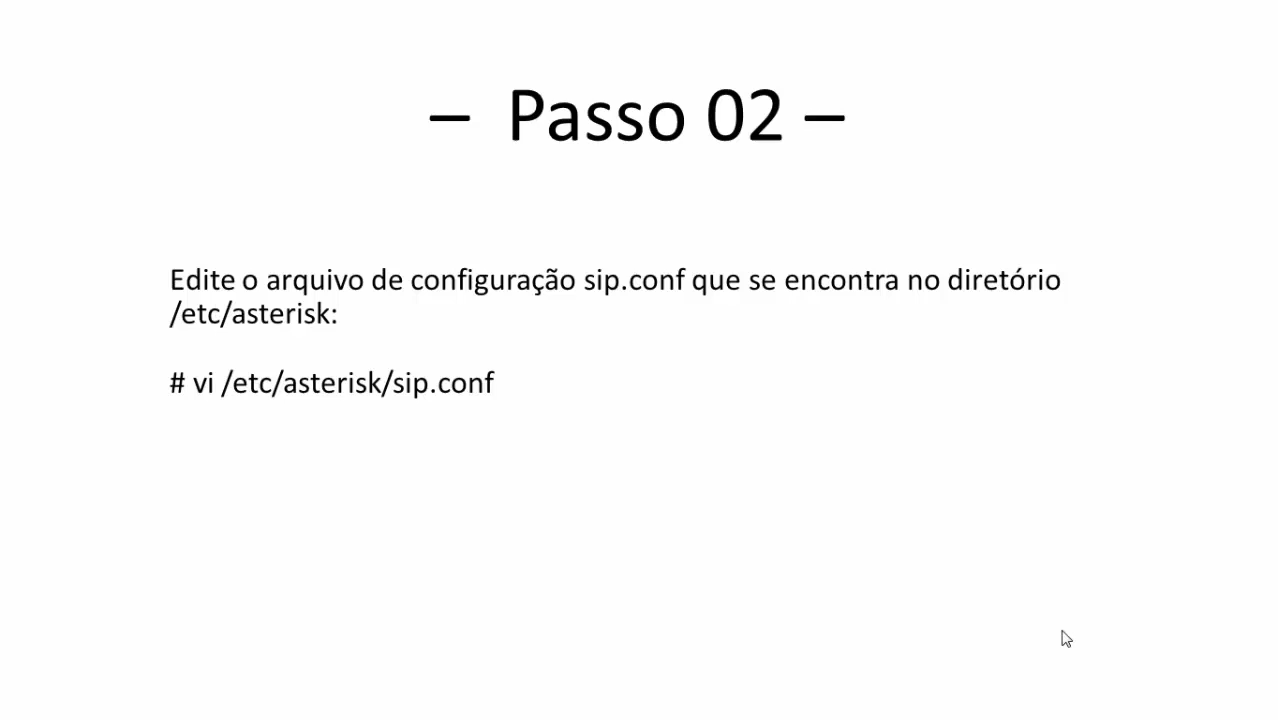 – Passo 02 –
Edite o arquivo de configuração sip.conf que se encontra no diretório
/etc/asterisk:
# vi /etc/asterisk/sip.conf